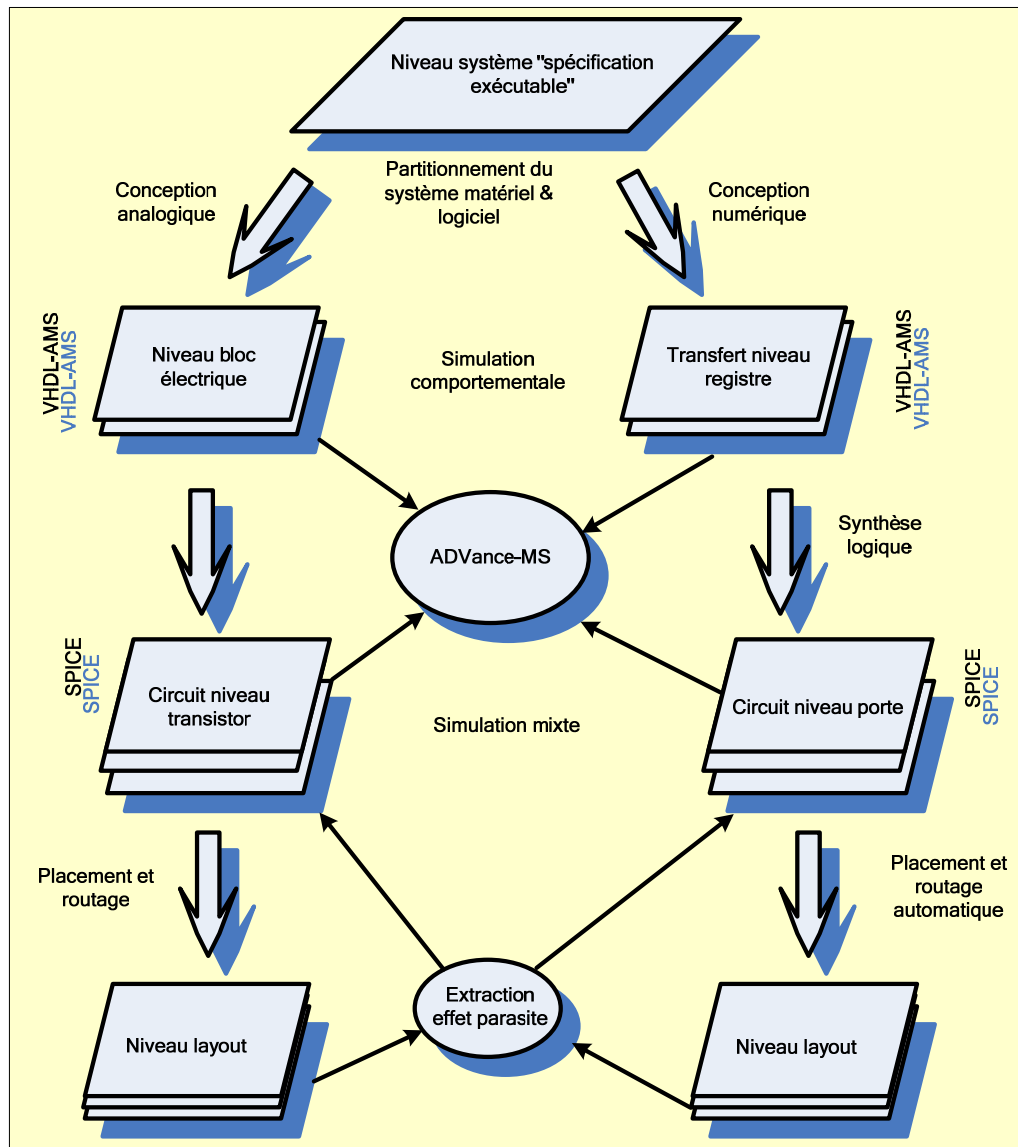 Niveau système "spécification
exécutable"
Partitionnement du
système matériel &
logiciel
Conception
analogique
Conception
numérique
VHDL-AMS
VHDL-AMS
Niveau bloc
électrique
Simulation
comportementale
Transfert niveau
registre
VHDL-AMS
VHDL-AMS
ADVance-MS
Synthèse
logique
SPICE
SPICE
Circuit niveau
transistor
Simulation mixte
Circuit niveau porte
SPICE
SPICE
Placement et
routage
Placement et
routage
automatique
Extraction
effet parasite
Niveau layout
Niveau layout